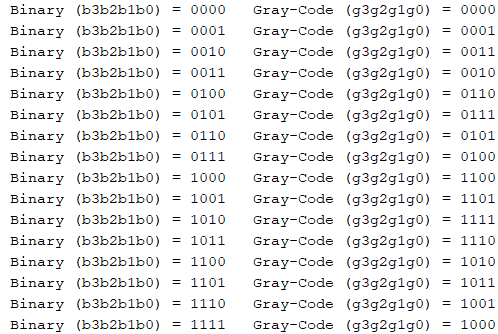 Binary (b3b2b1b0) = 0000 Gray-Code (g3g2g1g0) = 0000
Binary (b3b2b1b0) = 0001 Gray-Code (g3g2g1g0) = 0001
Binary (b3b2b1b0) = 0010 Gray-Code (g3g2g1g0) = 0011
Binary (b3b2b1b0) = 0011 Gray-Code (g3g2g1g0) = 0010
Binary (b3b2b1b0) = 0100 Gray-Code (g3g2g1g0) = 0110
Binary (b3b2b1b0) = 0101 Gray-Code (g3g2g1g0) = 0111
Binary (b3b2b1b0) = 0110 Gray-Code (g3g2g1g0) = 0101
Binary (b3b2b1b0) = 0111 Gray-Code (g3g2g1g0) = 0100
Binary (b3b2b1b0) = 1000 Gray-Code (g3g2g1g0) = 1100
Binary (b3b2b1b0) = 1001 Gray-Code (g3g2g1g0) = 1101
Binary (b3b2b1b0) = 1010 Gray-Code (g3g2g1g0) = 1111
Binary (b3b2b1b0) = 1011 Gray-Code (g3g2g1g0) = 1110
Binary (b3b2b1b0) = 1100 Gray-Code (g3g2g1g0) = 1010
Binary (b3b2b1b0) = 1101 Gray-Code (g3g2g1g0) = 1011
Binary (b3b2b1b0) = 1110 Gray-Code (g3g2g1g0) = 1001
Binary (b3b2b1b0) = 1111 Gray-Code (g3g2g1g0) = 1000